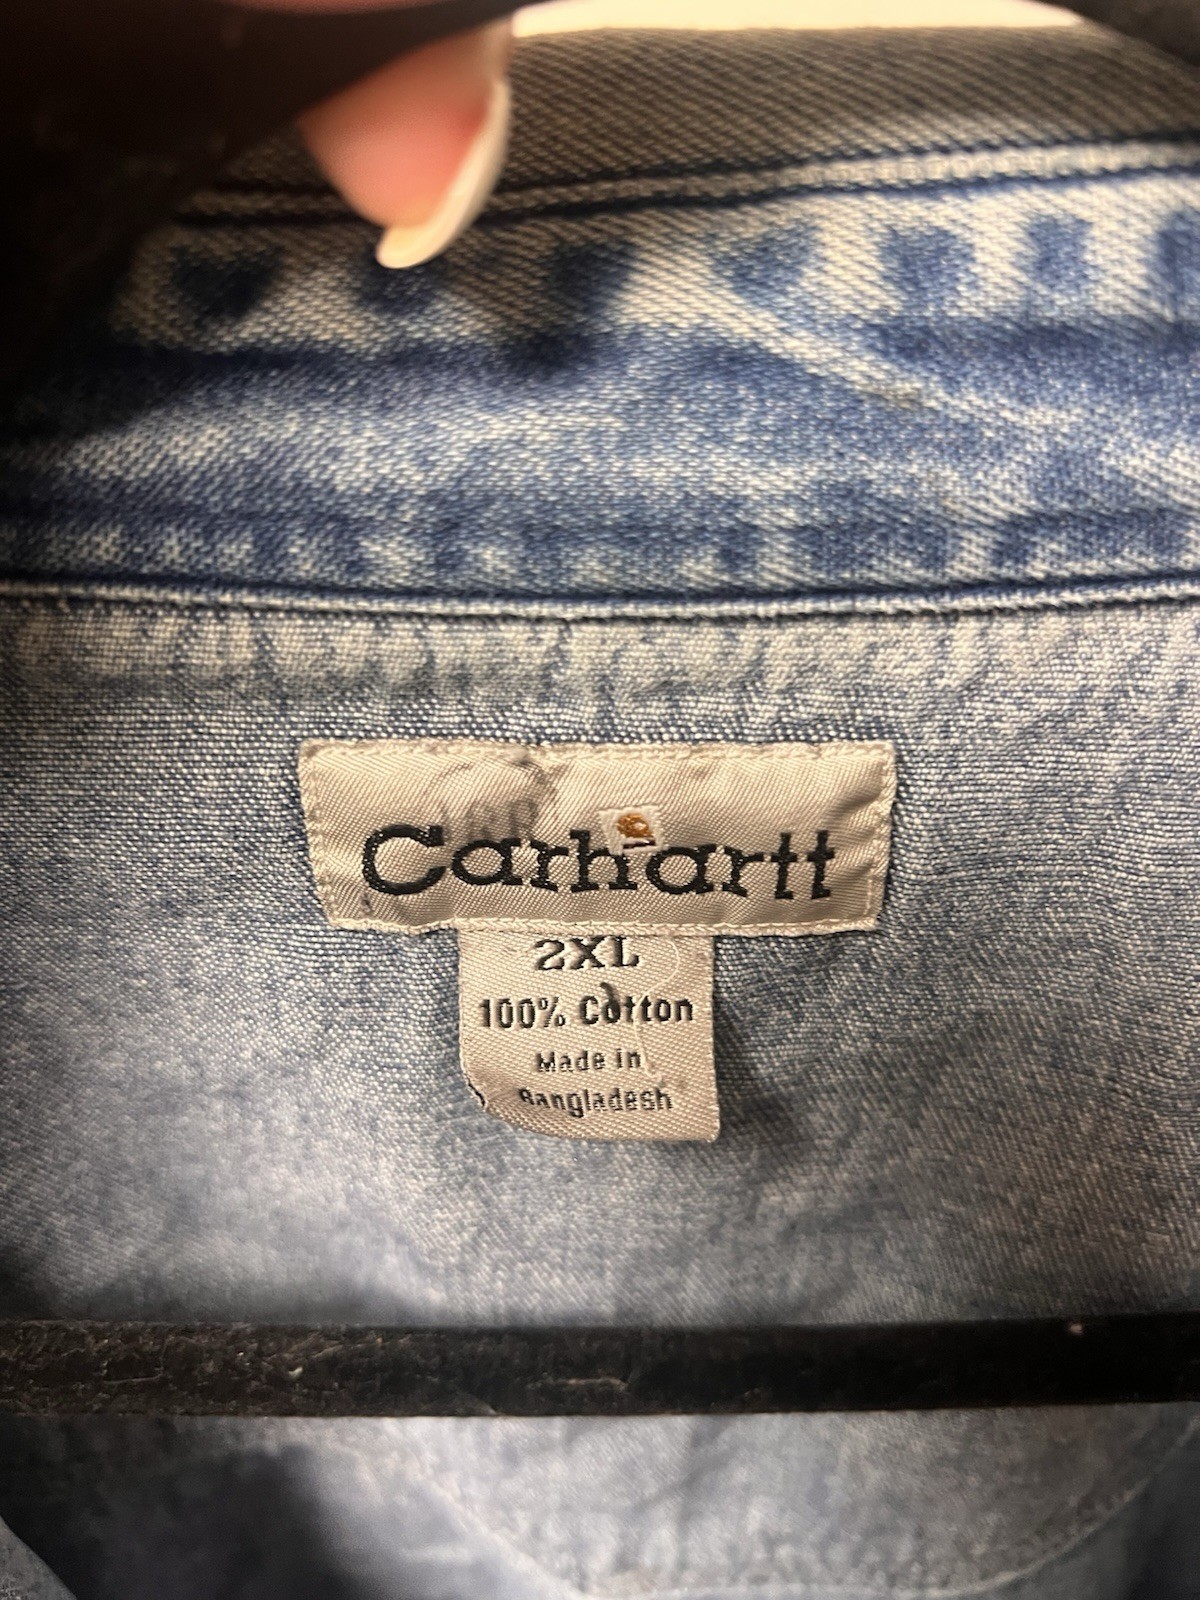 Carhartt
2XL
100% Cotton
Made in
Bangladesh